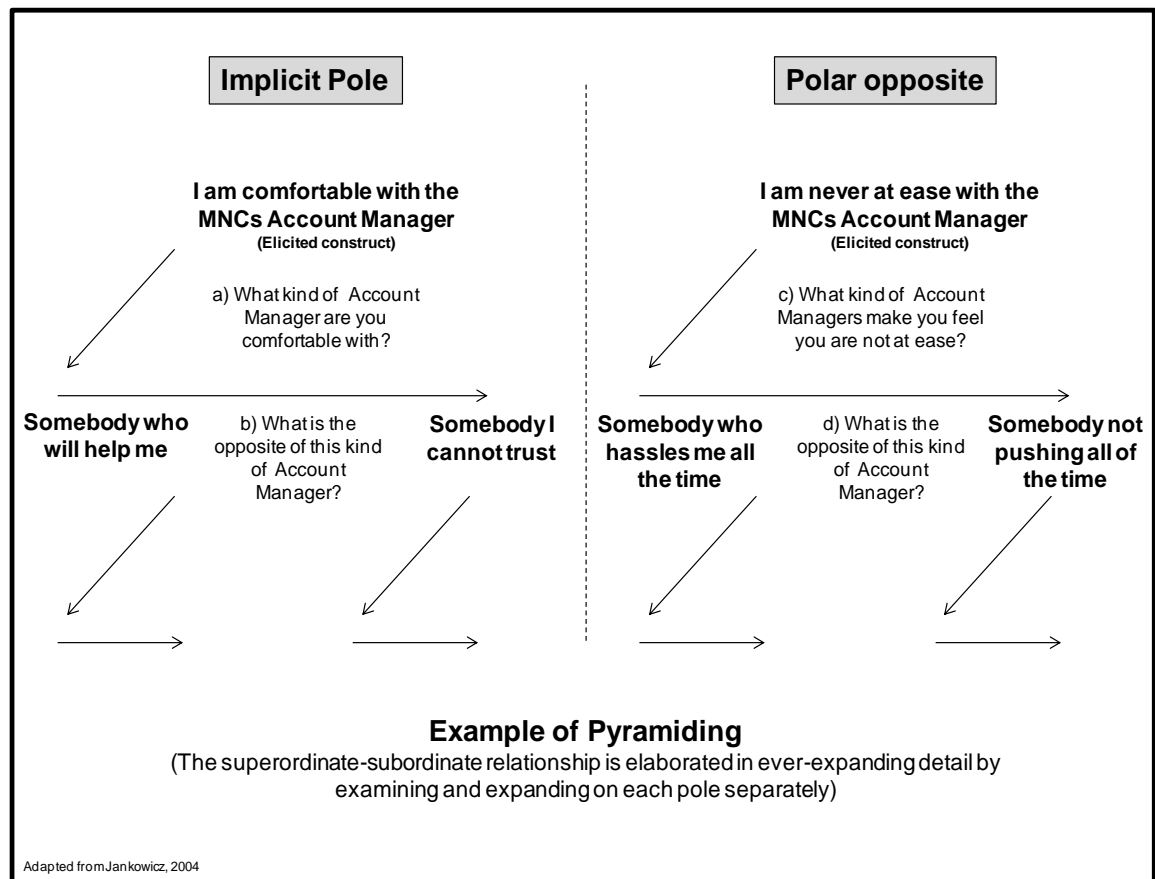 Implicit Pole
Polar opposite
I am comfortable with the
MNCs Account Manager
(Elicited construct)
I am never at ease with the
MNCs Account Manager
(Elicited construct)
a) What kind of Account
Manager are you
comfortable with?
c) What kind of Account
Managers make you feel
you are not at ease?
Somebody who
will help me
b) What is the
opposite of this kind
of Account
Manager?
Somebody I
cannot trust
Somebody who
hassles me all
the time
d) What is the
opposite of this kind
of Account
Manager?
Somebody not
pushing all of
the time
Example of Pyramiding
(The superordinate-subordinate relationship is elaborated in ever-expanding detail by
examining and expanding on each pole separately)
Adapted from Jankowicz, 2004